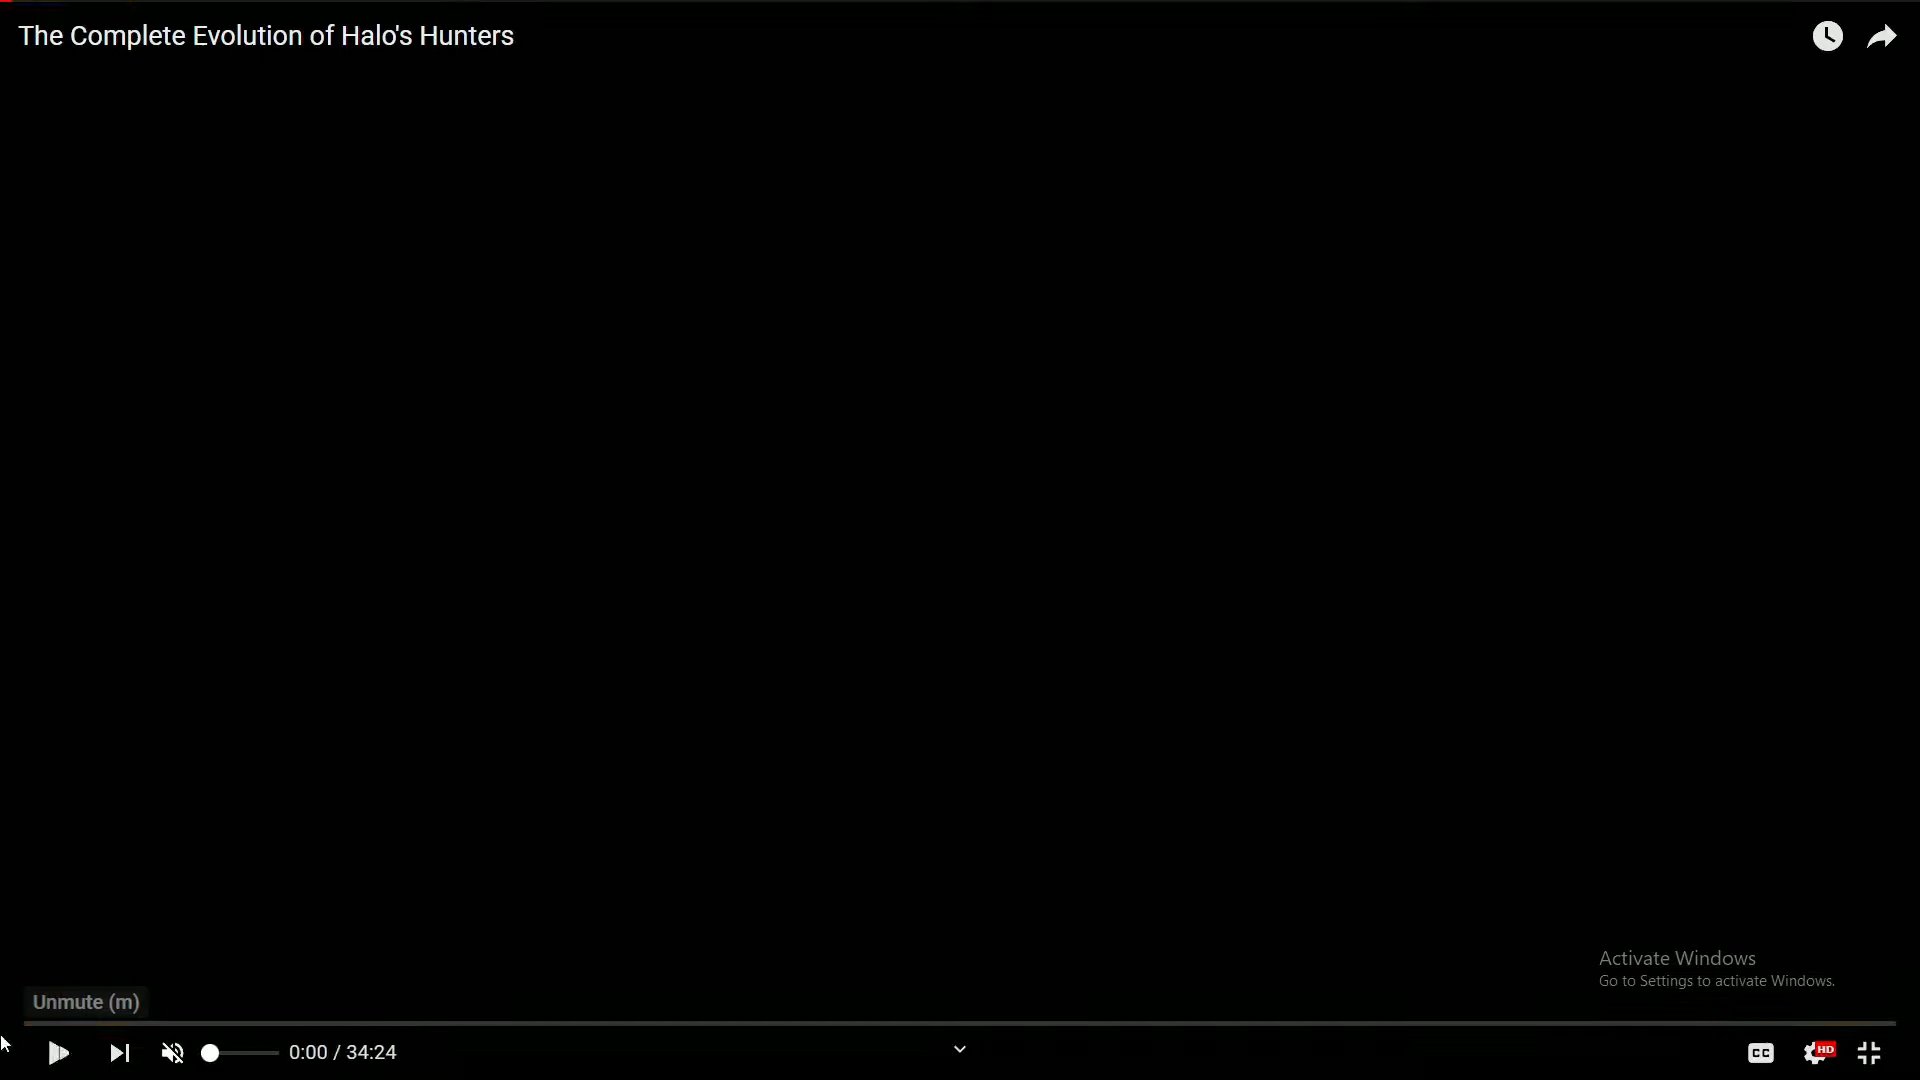 The Complete Evolution of Halo's Hunters
Activate Windows
Go to Settings to activate Windows.
Unmute (m)
0:00 / 34:24
CC
HD